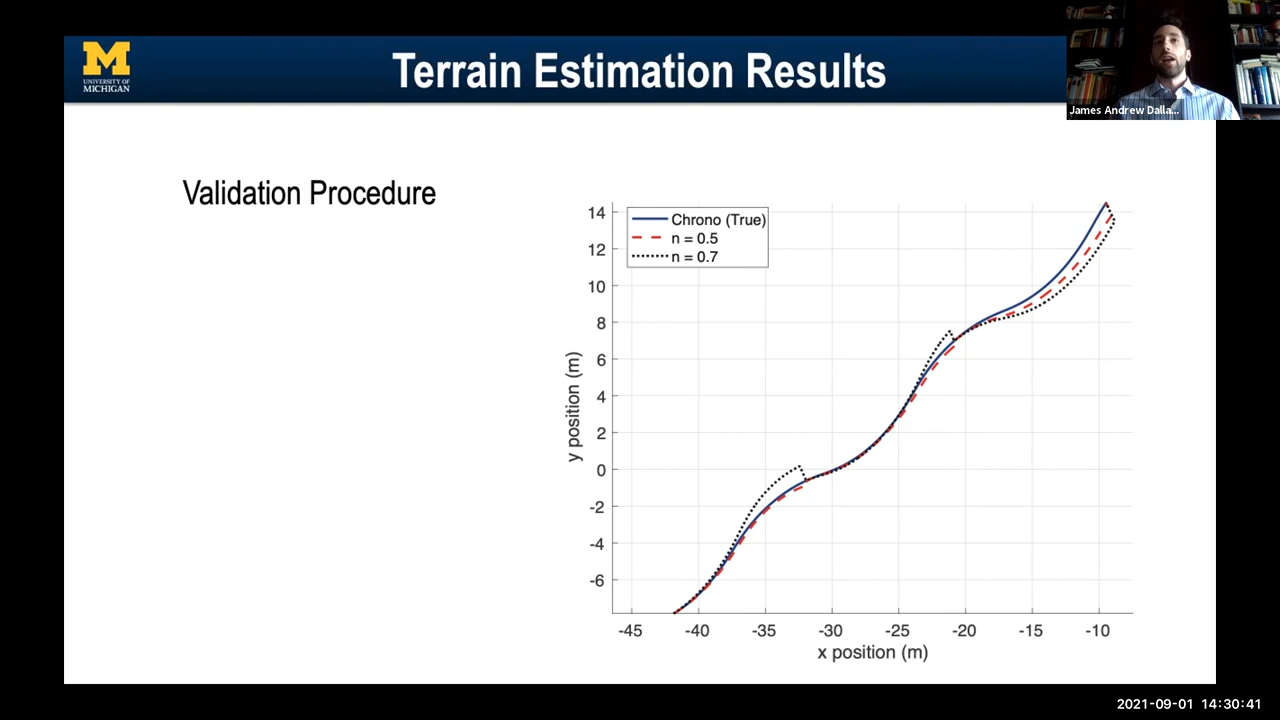 UNIVERSITY OF
MICHIGAN
Terrain Estimation Results
James Andrew Dalla...
Validation Procedure
Chrono (True)
n = 0.5
n = 0.7
14
12
10
8
6
4
2
0
-2
-4
-6
y position (m)
-45 -40 -35 -30 -25 -20 -15 -10
x position (m)
2021-09-01 14:30:41